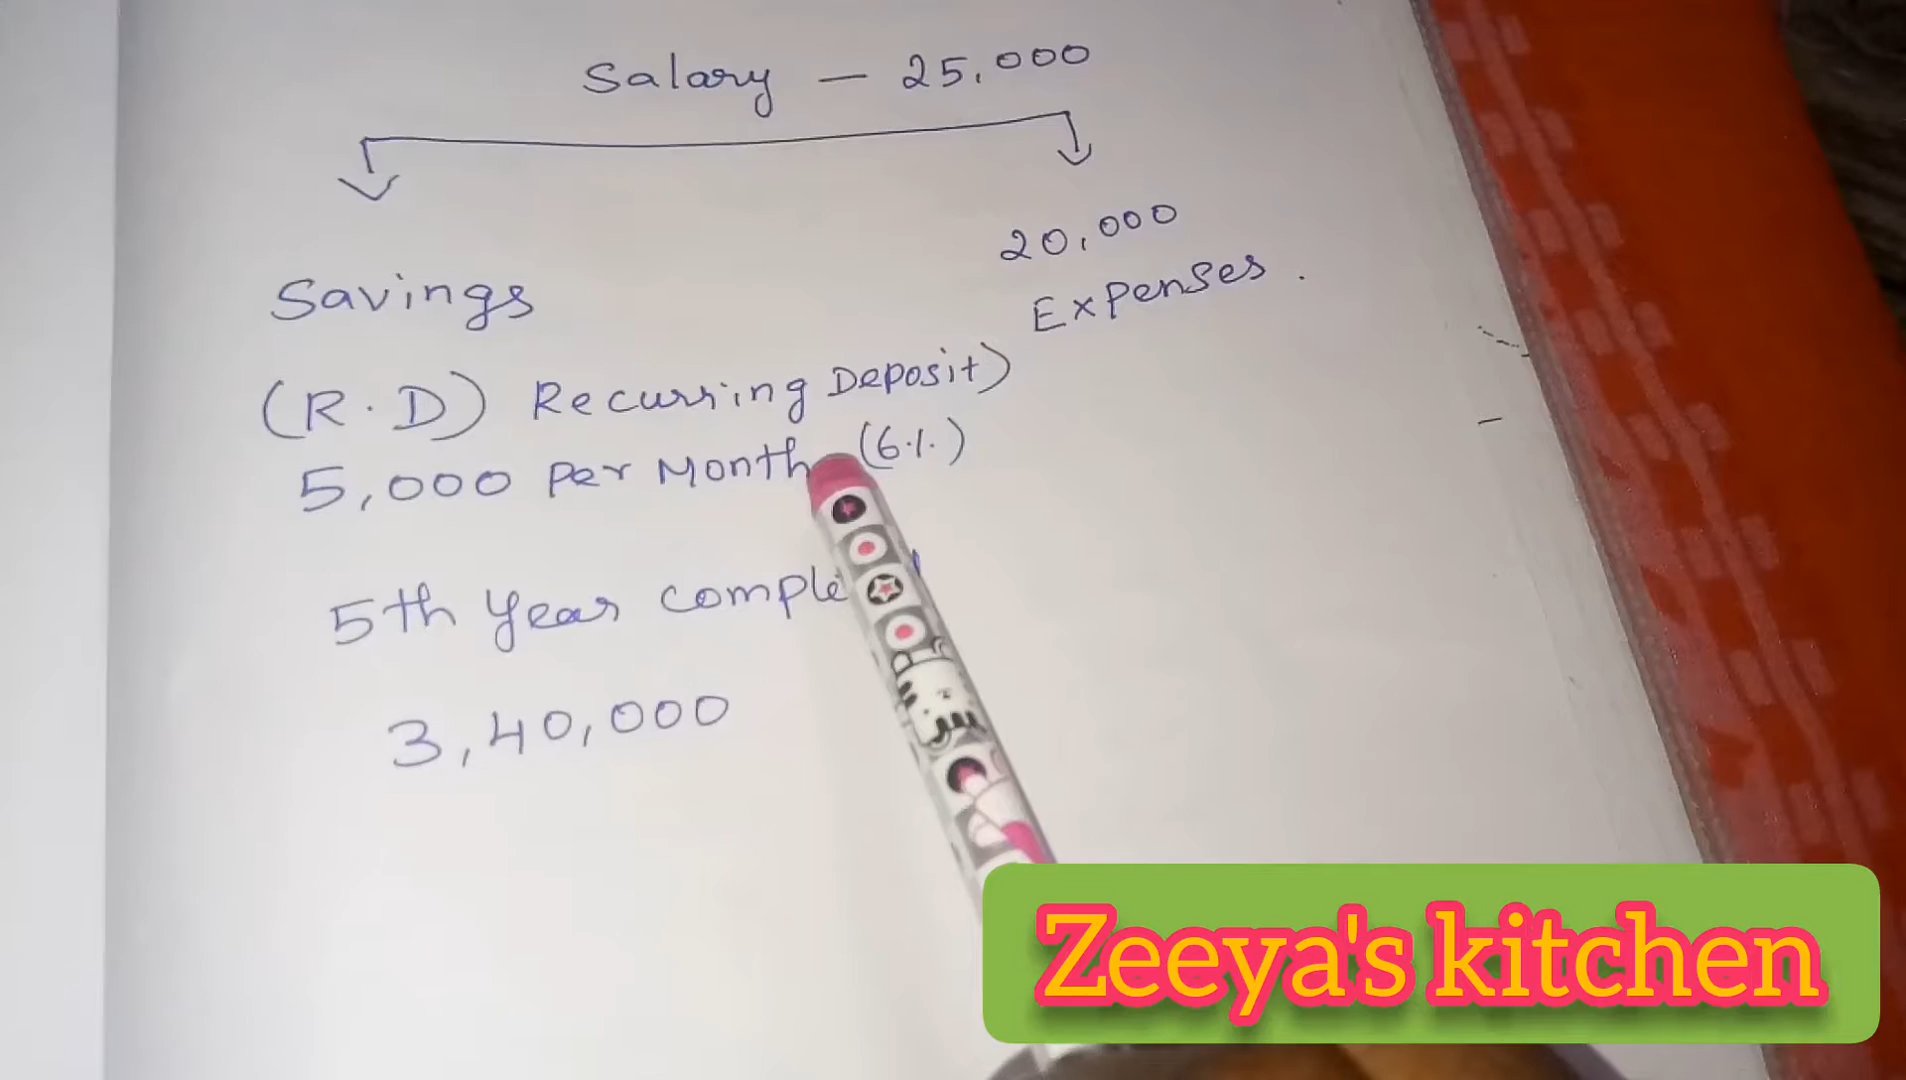 Salary — 25,000
20,000
Expenses.
Savings
(R.D) Recurring Deposit)
5,000 Per Month (6%)
5th Year
3,40,000
Zeeya's kitchen